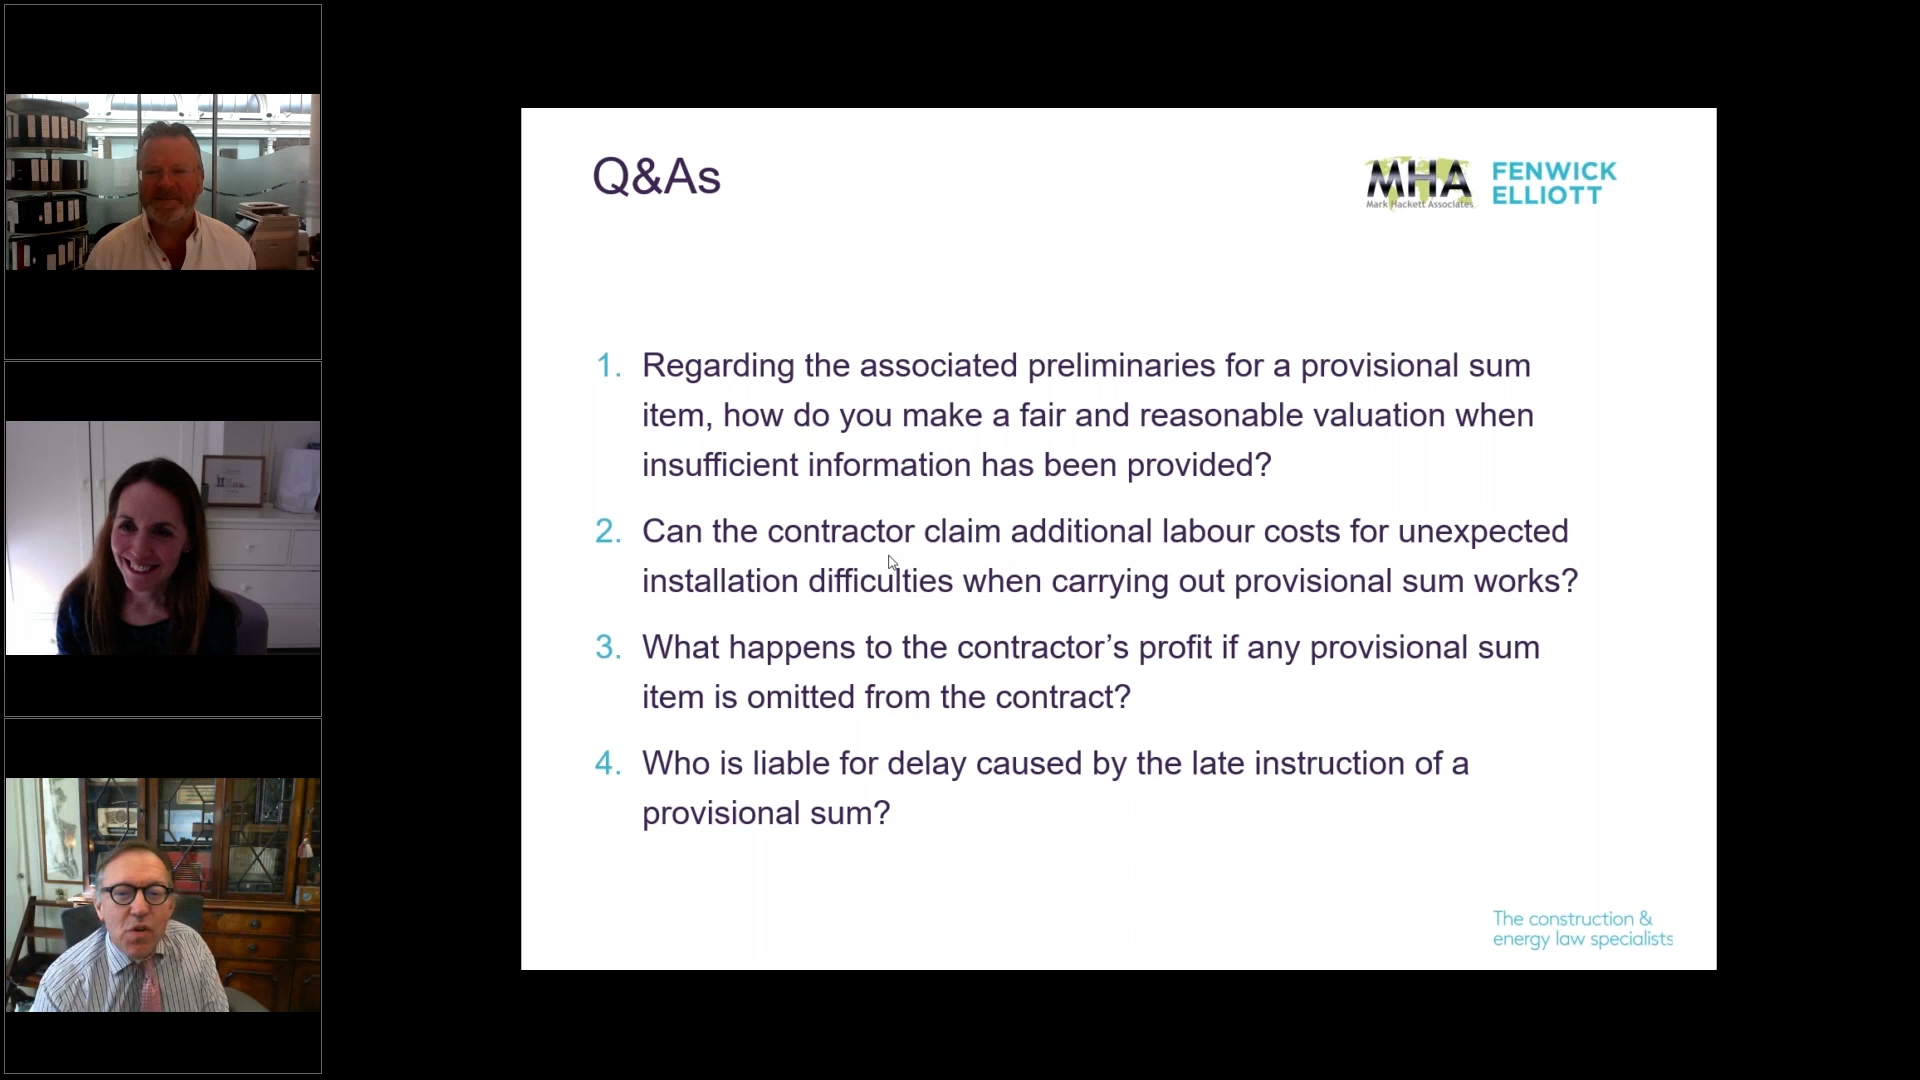 Q&As
MHA
Mark Hackett Associates
FENWICK
ELLIOTT
1. Regarding the associated preliminaries for a provisional sum
item, how do you make a fair and reasonable valuation when
insufficient information has been provided?
2. Can the contractor claim additional labour costs for unexpected
installation difficulties when carrying out provisional sum works?
3. What happens to the contractor’s profit if any provisional sum
item is omitted from the contract?
4. Who is liable for delay caused by the late instruction of a
provisional sum?
The construction &
energy law specialists